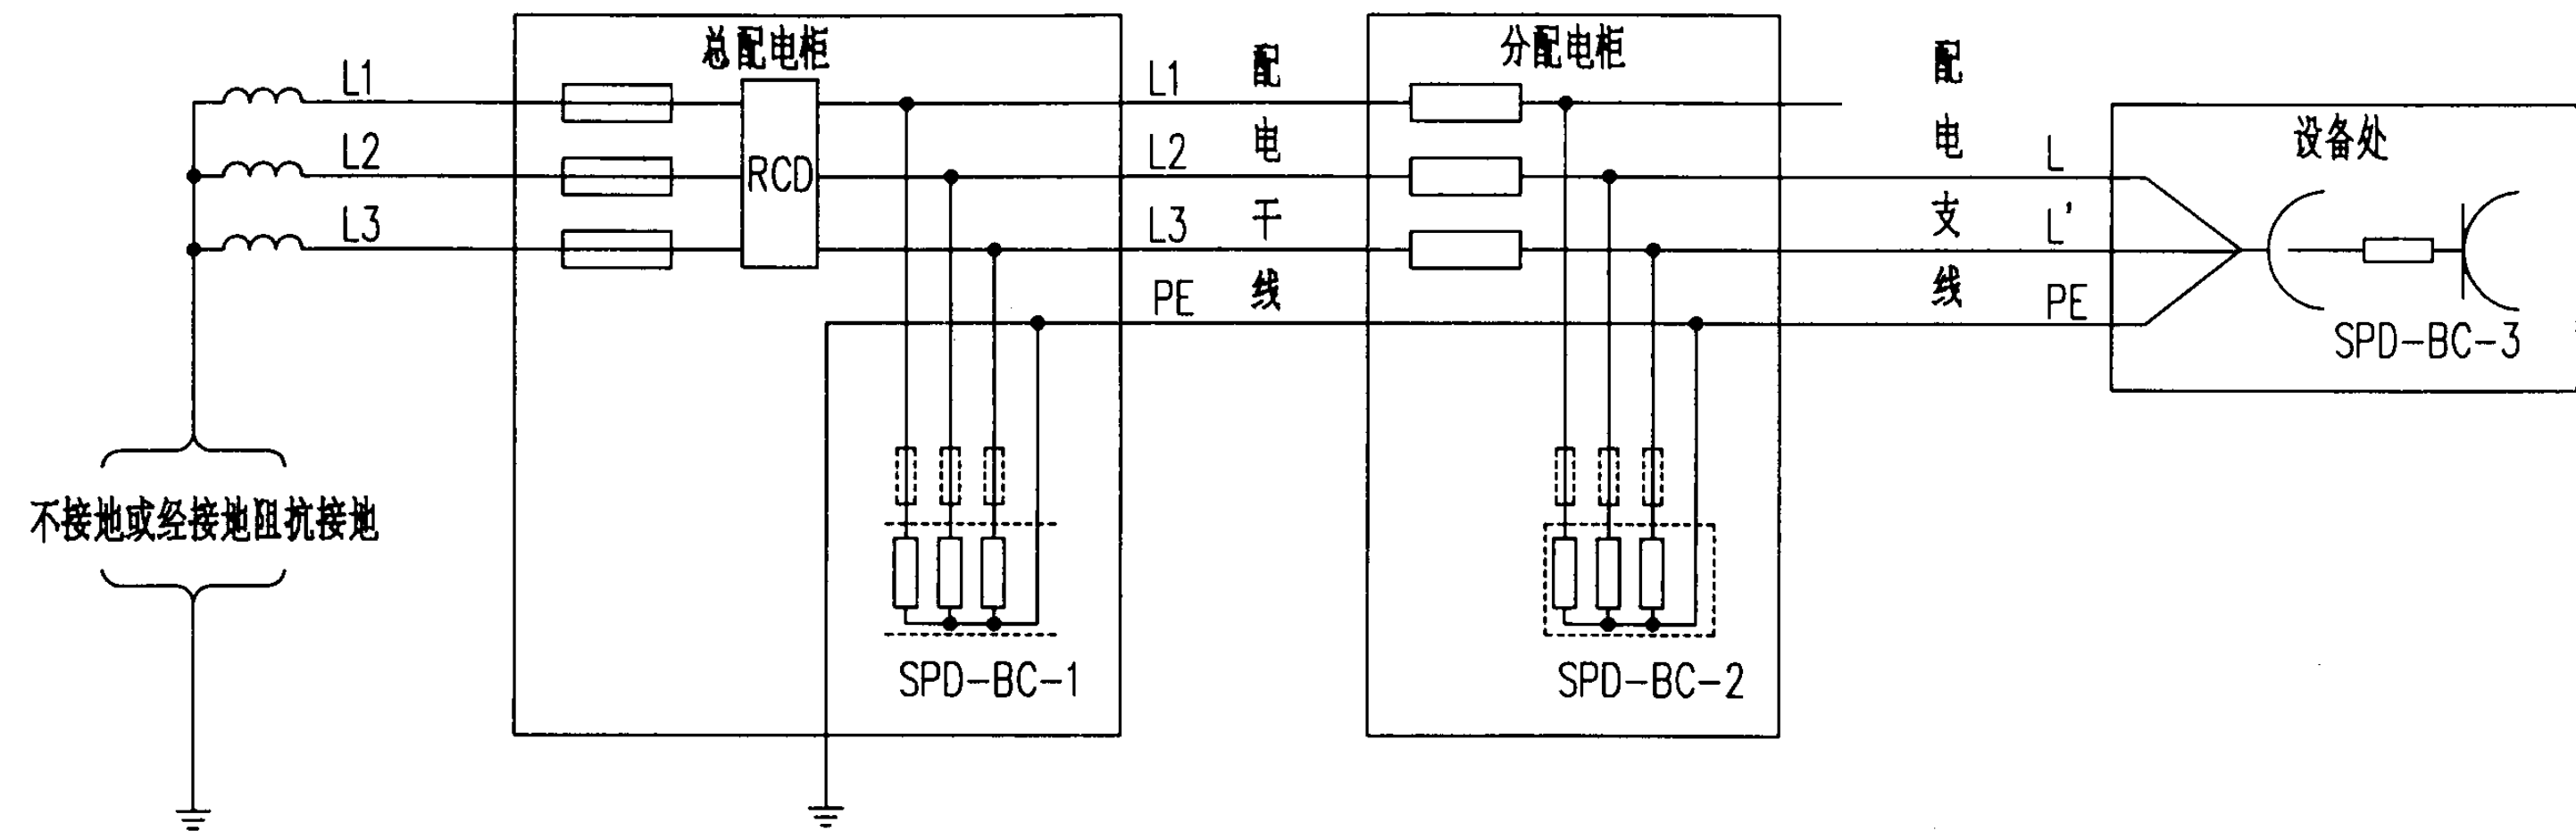 总配电柜
分配电柜
L1
L2
L3
RCD
L1
L2
L3
PE
配电干线
配电支线
L
L'
PE
设备处
SPD-BC-3
不接地或经接地阻抗接地
SPD-BC-1
SPD-BC-2